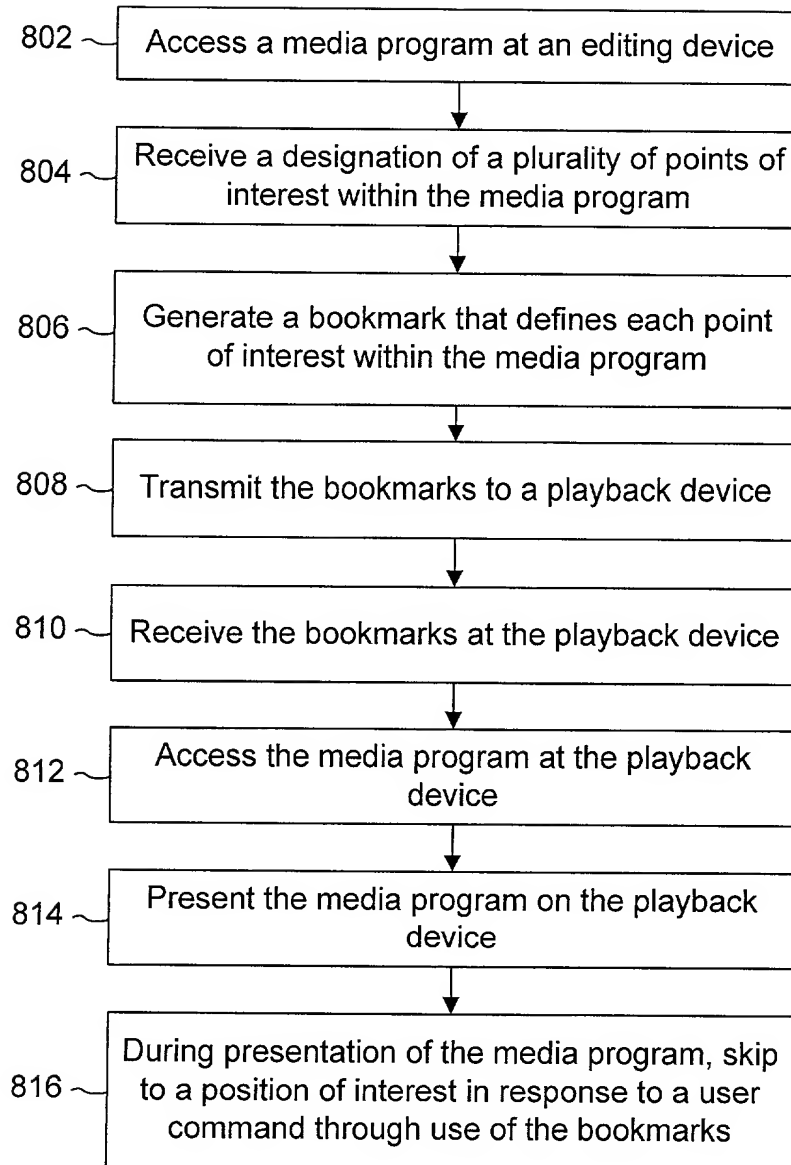 802
Access a media program at an editing device
804
Receive a designation of a plurality of points of
interest within the media program
806
Generate a bookmark that defines each point
of interest within the media program
808
Transmit the bookmarks to a playback device
810
Receive the bookmarks at the playback device
812
Access the media program at the playback
device
814
Present the media program on the playback
device
816
During presentation of the media program, skip
to a position of interest in response to a user
command through use of the bookmarks